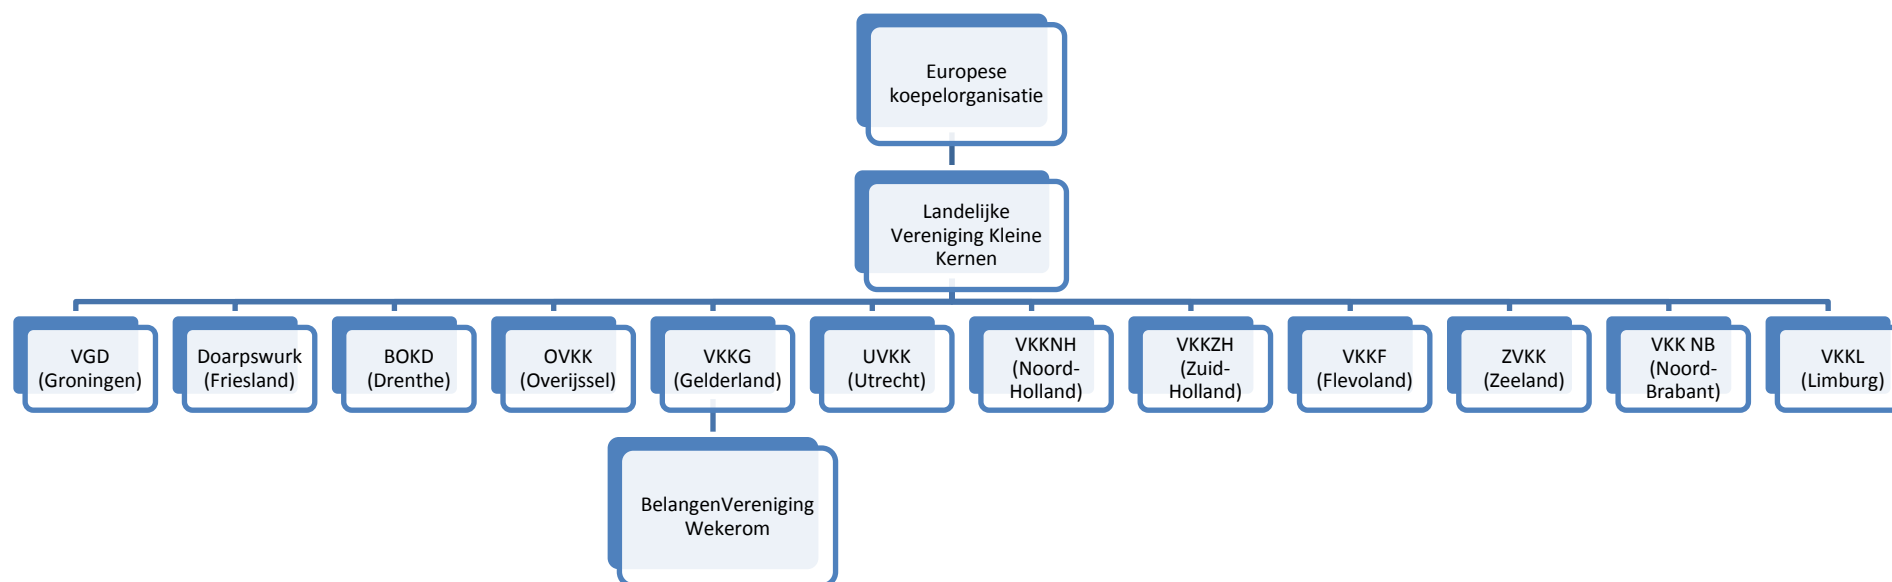 Europese
koepelorganisatie
Landelijke
Vereniging Kleine
Kernen
VGD
(Groningen)
Doarpswurk
(Friesland)
BOKD
(Drenthe)
OVKK
(Overijssel)
VKKG
(Gelderland)
UVKK
(Utrecht)
VKKNH
(Noord-
Holland)
VKKZH
(Zuid-
Holland)
VKKF
(Flevoland)
ZVKK
(Zeeland)
VKK NB
(Noord-
Brabant)
VKKL
(Limburg)
BelangenVereniging
Wekerom